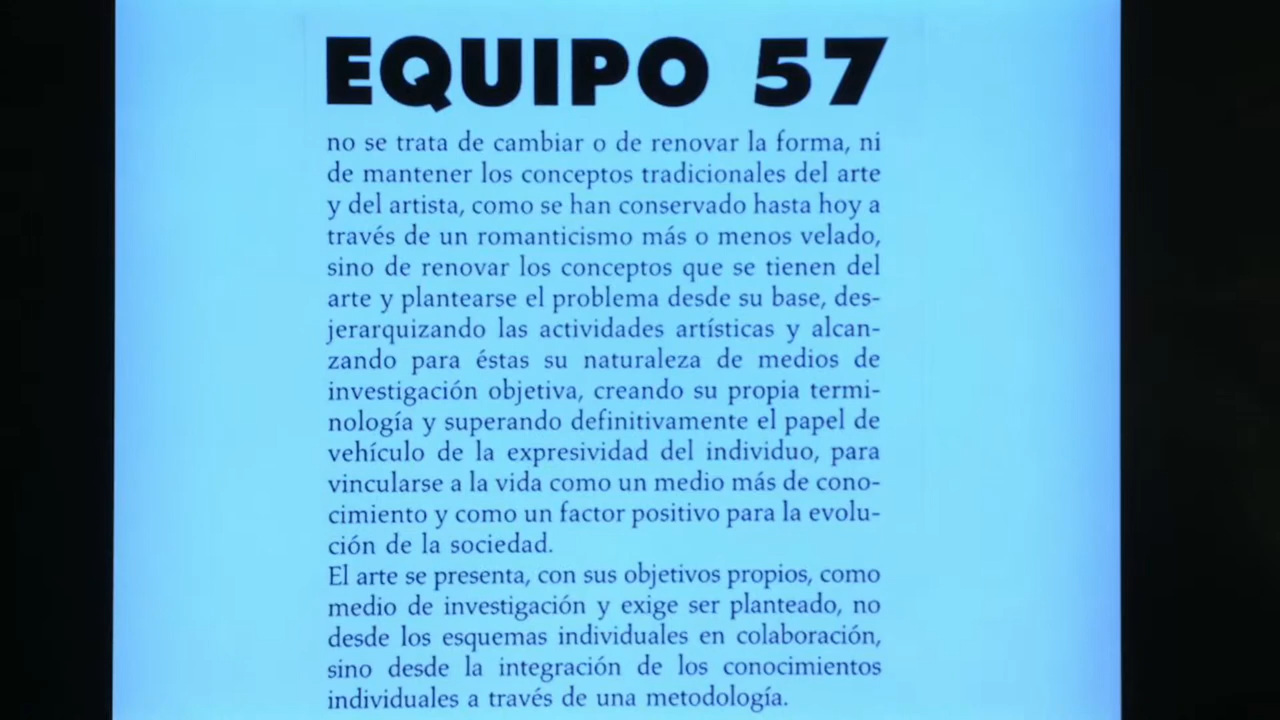 EQUIPO 57
no se trata de cambiar o de renovar la forma, ni
de mantener los conceptos tradicionales del arte
y del artista, como se han conservado hasta hoy a
través de un romanticismo más o menos velado,
sino de renovar los conceptos que se tienen del
arte y plantearse el problema desde su base, des-
jerarquizando las actividades artísticas y alcan-
zando para éstas su naturaleza de medios de
investigación objetiva, creando su propia termi-
nología y superando definitivamente el papel de
vehículo de la expresividad del individuo, para
vincularse a la vida como un medio más de cono-
cimiento y como un factor positivo para la evolu-
ción de la sociedad.
El arte se presenta, con sus objetivos propios, como
medio de investigación y exige ser planteado, no
desde los esquemas individuales en colaboración,
sino desde la integración de los conocimientos
individuales a través de una metodología.